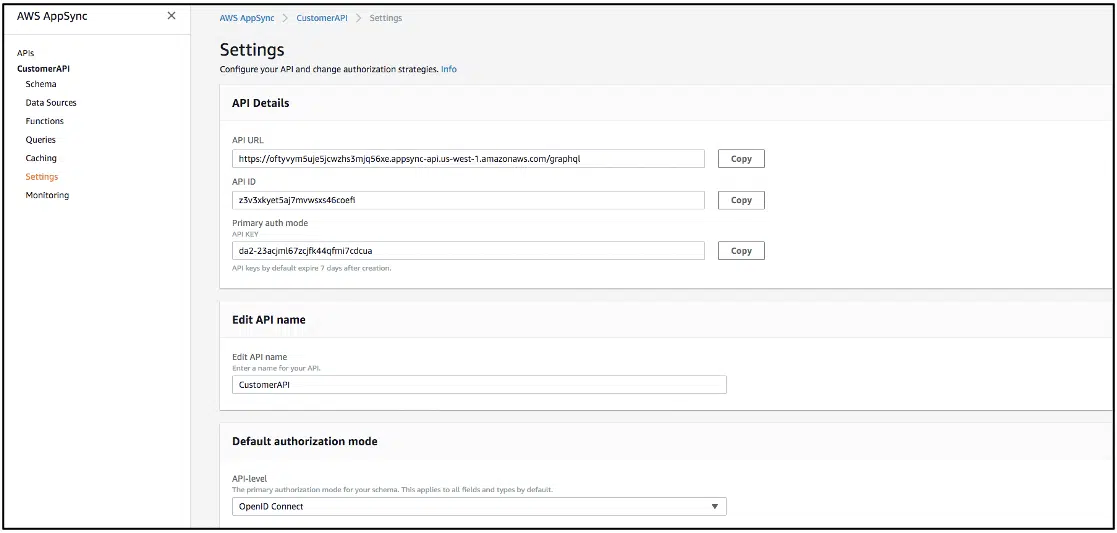 AWS AppSync
AWS AppSync > CustomerAPI > Settings
APIs
CustomerAPI
Schema
Data Sources
Functions
Queries
Caching
Settings
Monitoring
Settings
Configure your API and change authorization strategies. Info
API Details
API URL
https://oftyvym5uje5jcwzhs3mjq56xe.appsync-api.us-west-1.amazonaws.com/graphql Copy
API ID
z3v3xkyet5aj7mvwsxs46coefi Copy
Primary auth mode
API KEY
da2-23acjml67zcjfk44qfmi7cdcua Copy
API keys by default expire 7 days after creation.
Edit API name
Edit API name
Enter a name for your API.
CustomerAPI
Default authorization mode
API-level
The primary authorization mode for your schema. This applies to all fields and types by default.
OpenID Connect